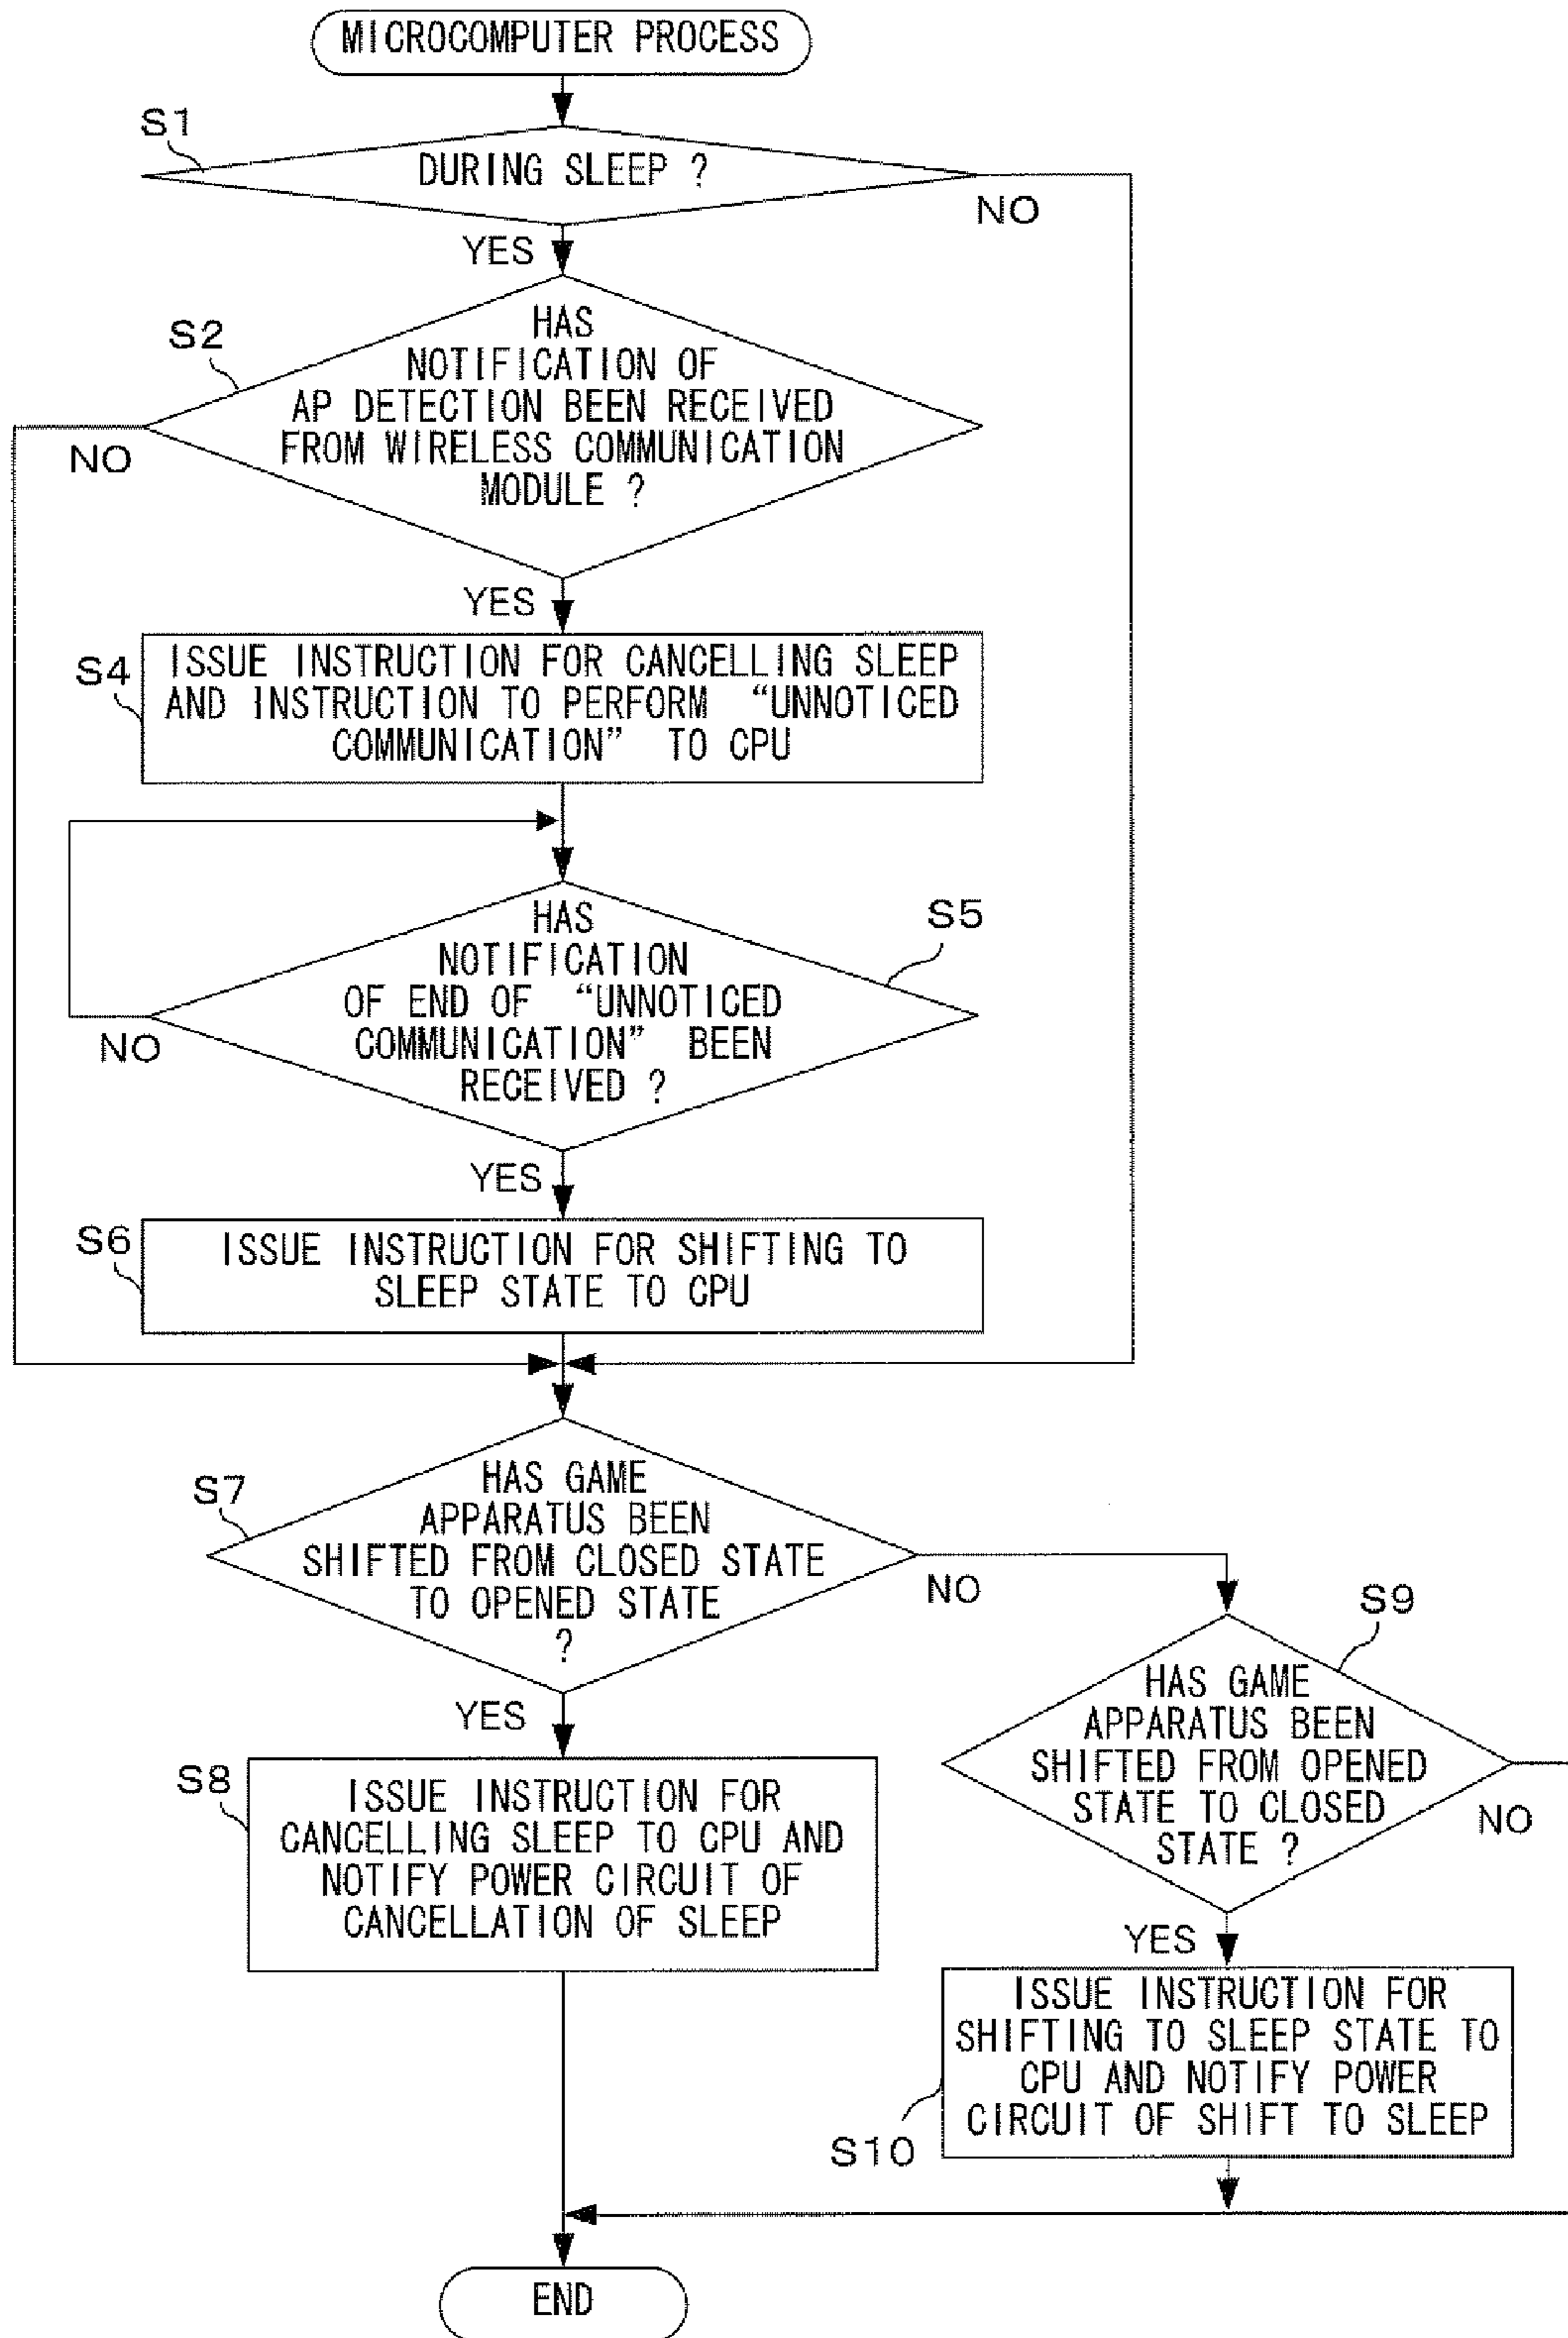 MICROCOMPUTER PROCESS
S1
DURING SLEEP ?
NO
YES
S2
HAS
NOTIFICATION OF
AP DETECTION BEEN RECEIVED
FROM WIRELESS COMMUNICATION
MODULE ?
NO
YES
S4
ISSUE INSTRUCTION FOR CANCELLING SLEEP
AND INSTRUCTION TO PERFORM “UNNOTICED
COMMUNICATION” TO CPU
S5
HAS
NOTIFICATION
OF END OF “UNNOTICED
COMMUNICATION” BEEN
RECEIVED ?
NO
YES
S6
ISSUE INSTRUCTION FOR SHIFTING TO
SLEEP STATE TO CPU
S7
HAS GAME
APPARATUS BEEN
SHIFTED FROM CLOSED STATE
TO OPENED STATE
?
NO
YES
S8
ISSUE INSTRUCTION FOR
CANCELLING SLEEP TO CPU AND
NOTIFY POWER CIRCUIT OF
CANCELLATION OF SLEEP
S9
HAS GAME
APPARATUS BEEN
SHIFTED FROM OPENED
STATE TO CLOSED
STATE ?
NO
YES
S10
ISSUE INSTRUCTION FOR
SHIFTING TO SLEEP STATE TO
CPU AND NOTIFY POWER
CIRCUIT OF SHIFT TO SLEEP
END